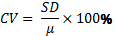 CV = SD/μ × 100%